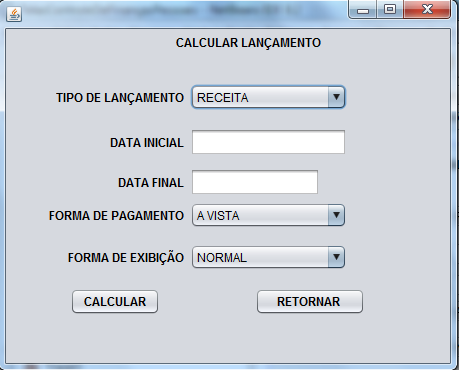 CALCULAR LANÇAMENTO
TIPO DE LANÇAMENTO RECEITA
DATA INICIAL
DATA FINAL
FORMA DE PAGAMENTO A VISTA
FORMA DE EXIBIÇÃO NORMAL
CALCULAR RETORNAR